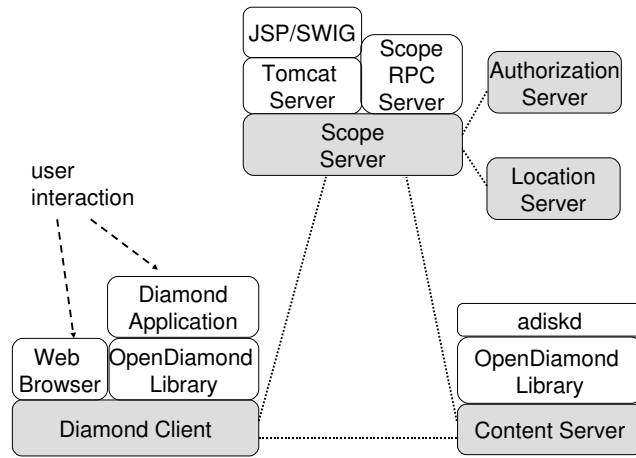 JSP/SWIG
Tomcat
Server
Scope
RPC
Server
Scope
Server
Authorization
Server
Location
Server
user
interaction
Diamond
Application
Web
Browser
OpenDiamond
Library
Diamond Client
adiskd
OpenDiamond
Library
Content Server